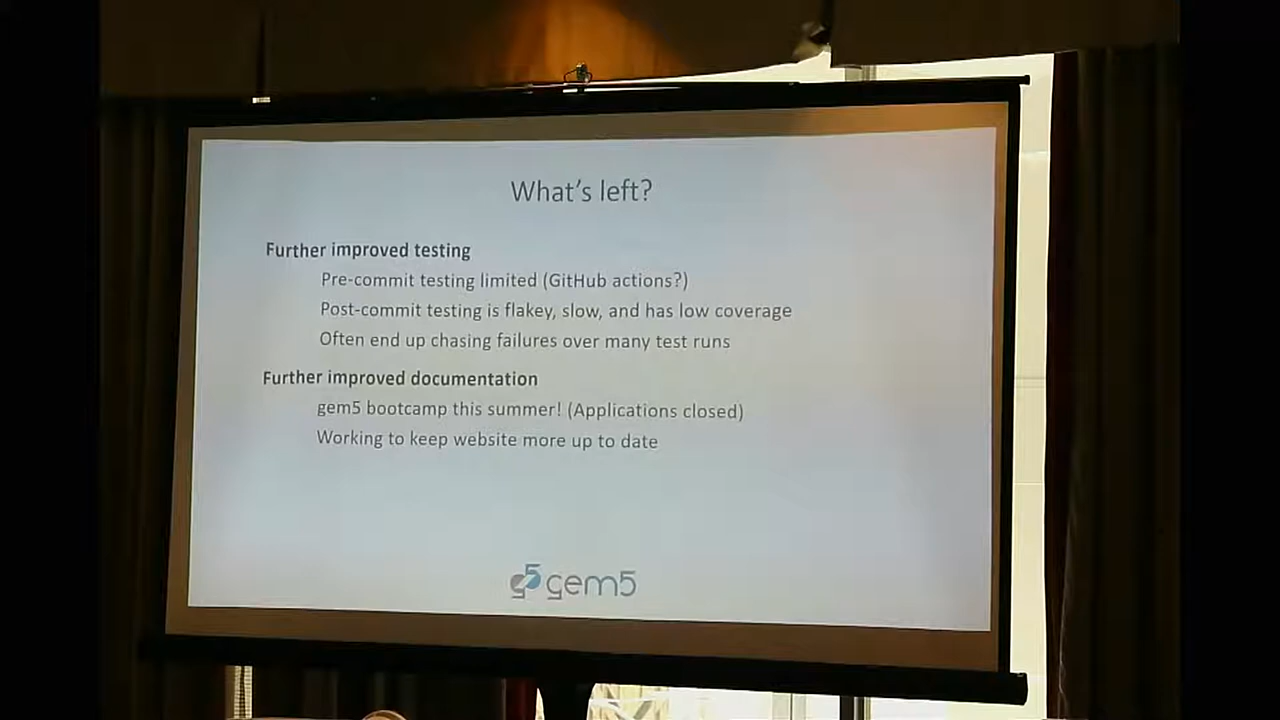 What's left?
Further improved testing
Pre-commit testing limited (GitHub actions?)
Post-commit testing is flakey, slow, and has low coverage
Often end up chasing failures over many test runs
Further improved documentation
gem5 bootcamp this summer! (Applications closed)
Working to keep website more up to date
g5 gem5